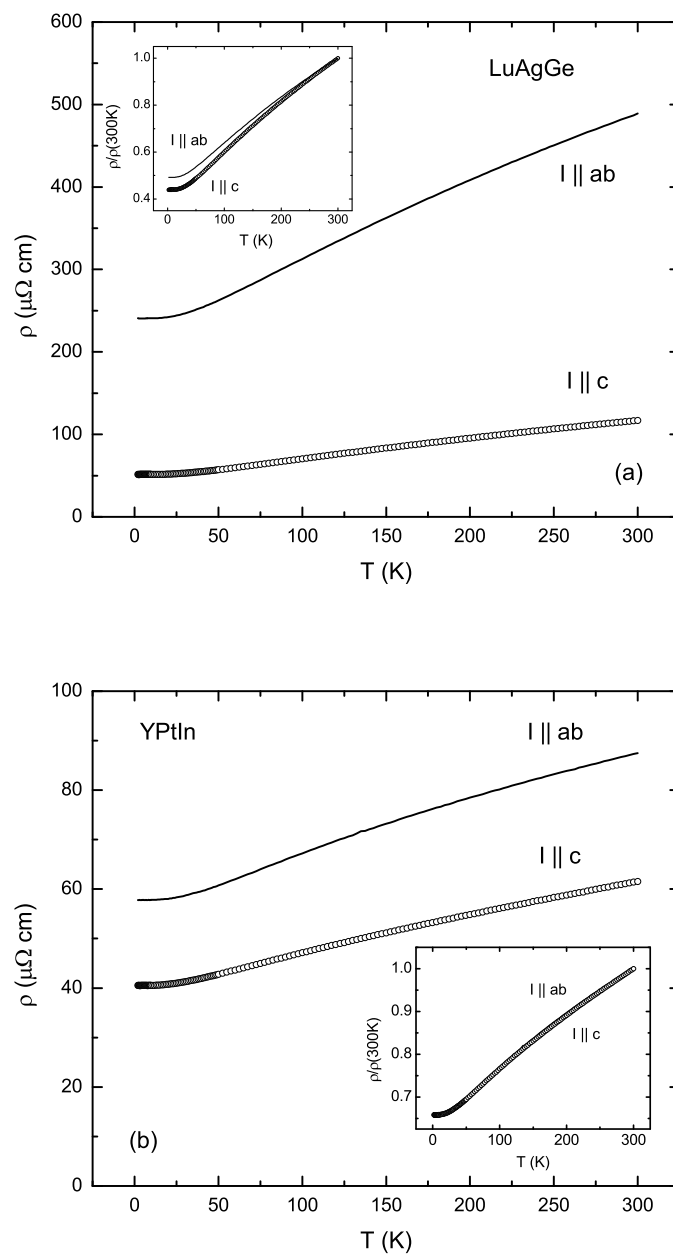 600
500
400
300
200
100
0
ρ (μΩ cm)
0 50 100 150 200 250 300
T (K)
LuAgGe
I || ab
I || c
(a)
1.0
0.8
0.6
0.4
ρ/ρ(300K)
I || ab
I || c
0 100 200 300
T (K)
100
80
60
40
20
0
ρ (μΩ cm)
0 50 100 150 200 250 300
T (K)
YPtIn
I || ab
I || c
(b)
1.0
0.9
0.8
0.7
ρ/ρ(300K)
I || ab
I || c
0 100 200 300
T (K)